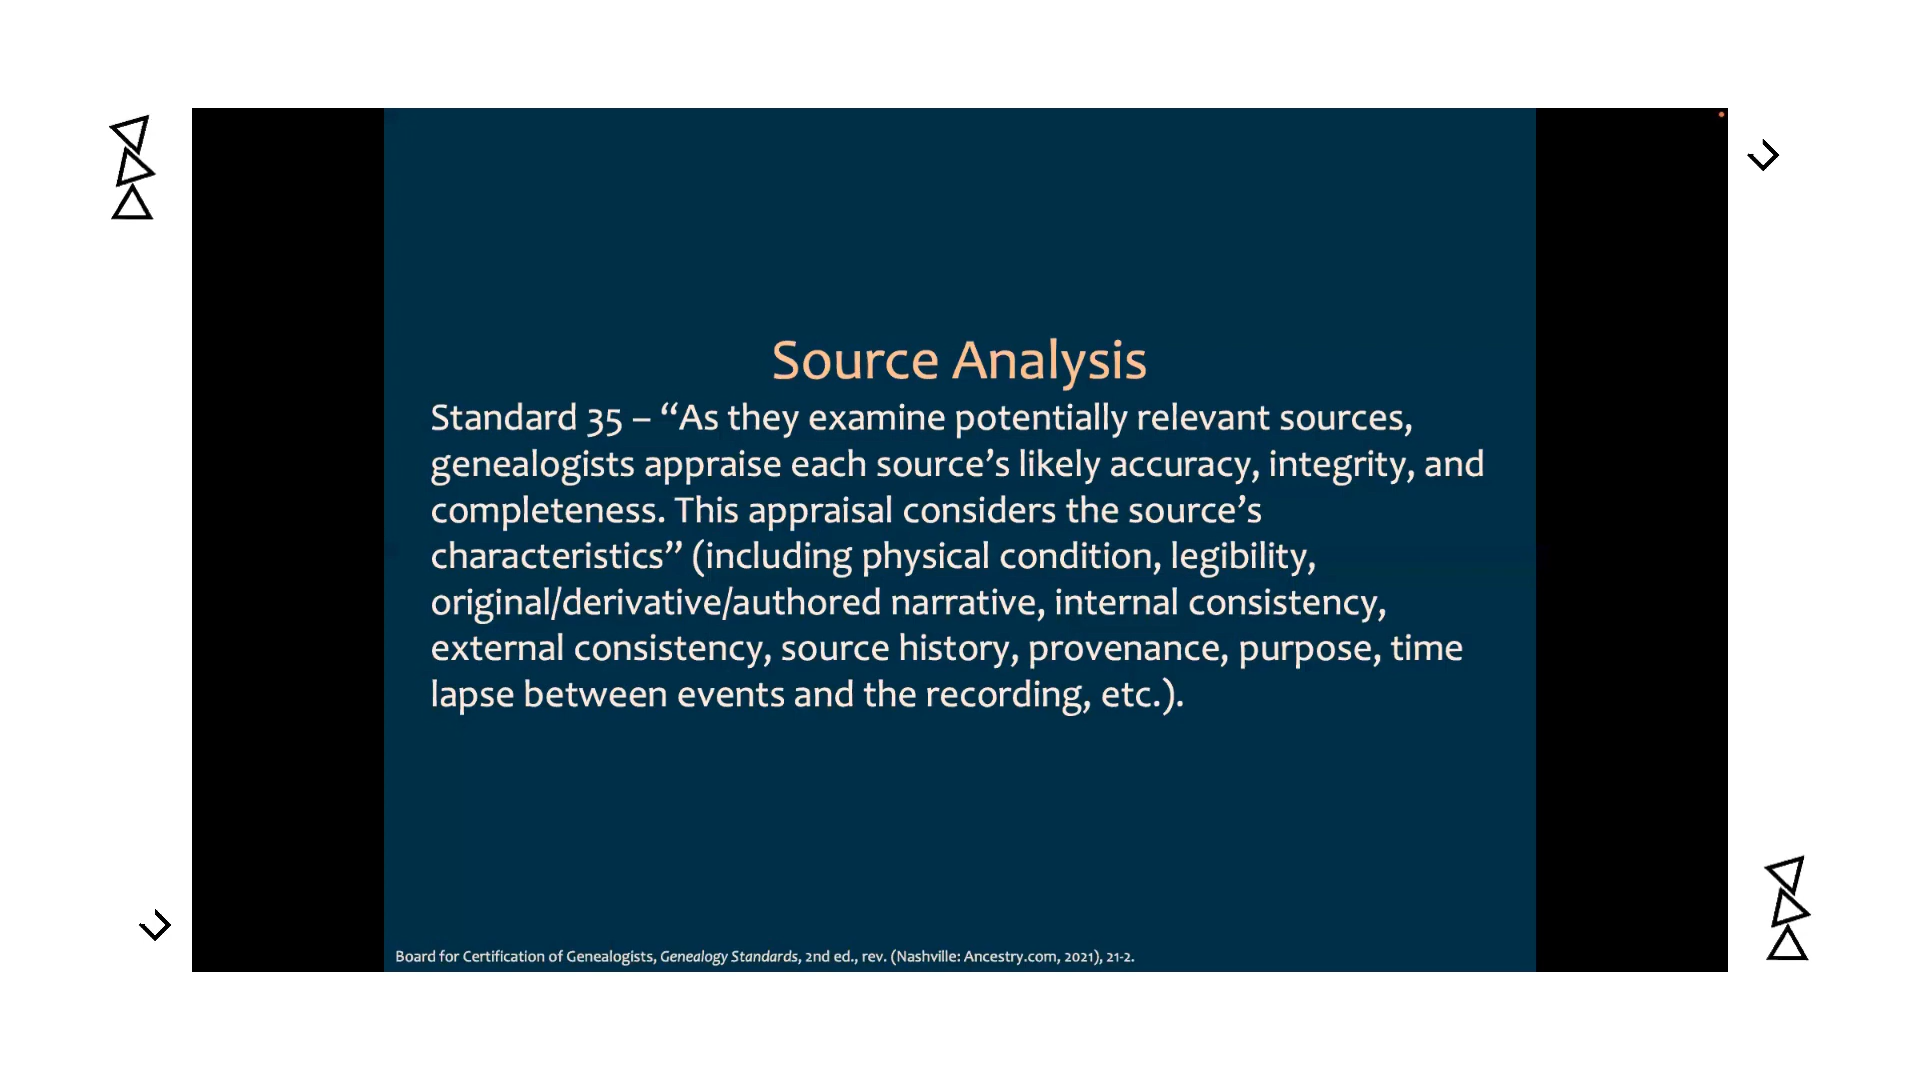 Source Analysis
Standard 35 – “As they examine potentially relevant sources,
genealogists appraise each source’s likely accuracy, integrity, and
completeness. This appraisal considers the source’s
characteristics” (including physical condition, legibility,
original/derivative/authored narrative, internal consistency,
external consistency, source history, provenance, purpose, time
lapse between events and the recording, etc.).
Board for Certification of Genealogists, Genealogy Standards, 2nd ed., rev. (Nashville: Ancestry.com, 2021), 21-2.